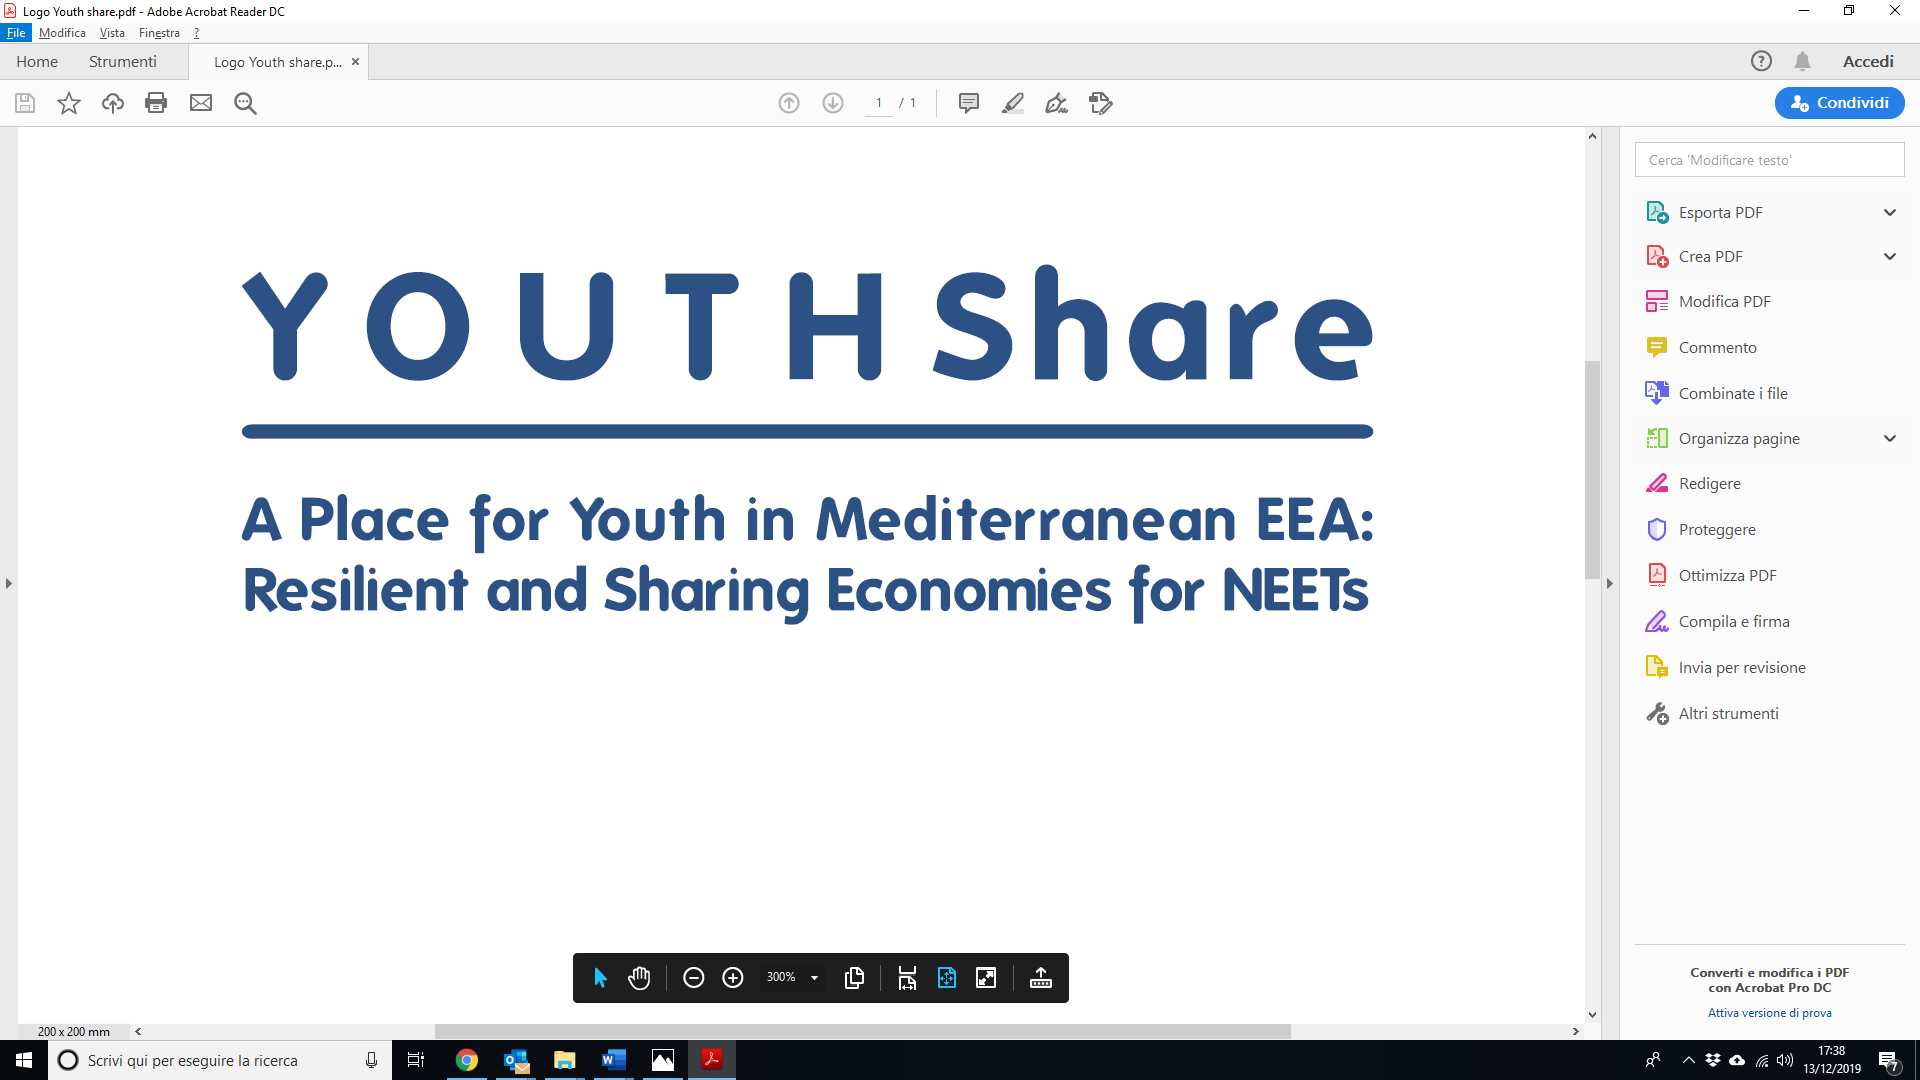 Logo Youth share.pdf - Adobe Acrobat Reader DC
File Modifica Vista Finestra ?
Home Strumenti Logo Youth share.p... × ? Accedi
1 / 1 Condividi
Cerca 'Modificare testo'
Esporta PDF
Crea PDF
Modifica PDF
Commento
Combinate i file
Organizza pagine
Redigere
Proteggere
Ottimizza PDF
Compila e firma
Invia per revisione
Altri strumenti
YOUTHShare
A Place for Youth in Mediterranean EEA:
Resilient and Sharing Economies for NEETs
300%
Converti e modifica i PDF
con Acrobat Pro DC
Attiva versione di prova
200 x 200 mm
Scrivi qui per eseguire la ricerca
17:38
13/12/2019
7